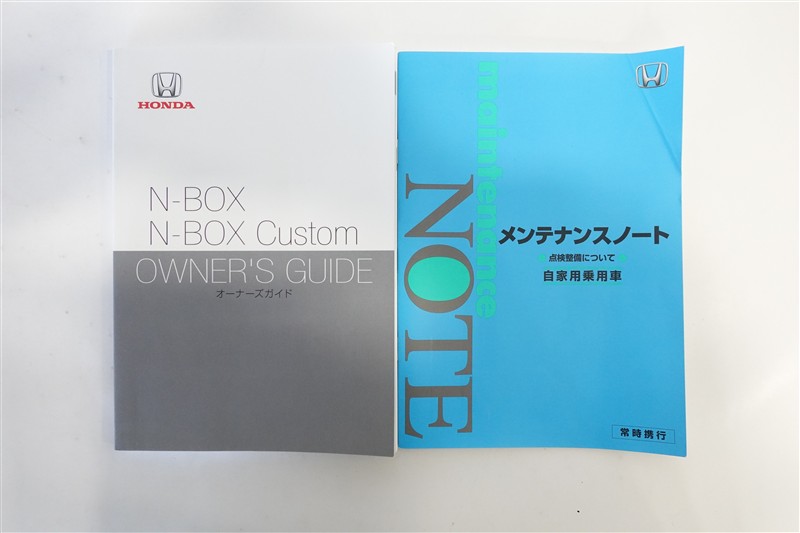 HONDA
N-BOX
N-BOX Custom
OWNER'S GUIDE
オーナーズガイド
maintenance
NOTE
メンテナンスノート
点検整備について
自家用乗用車
常時携行